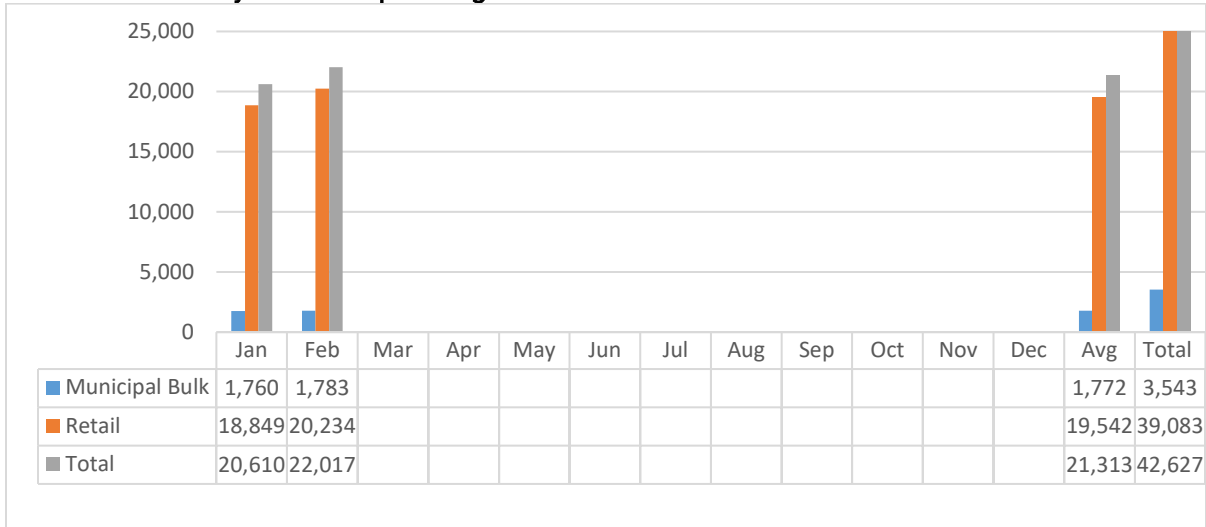 25,000
20,000
15,000
10,000
5,000
0
Jan Feb Mar Apr May Jun Jul Aug Sep Oct Nov Dec Avg Total
Municipal Bulk 1,760 1,783 1,772 3,543
Retail 18,849 20,234 19,542 39,083
Total 20,610 22,017 21,313 42,627